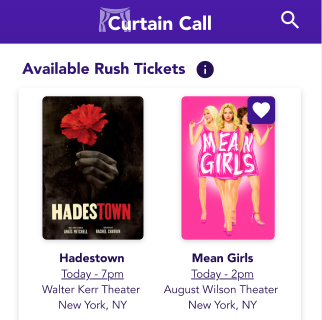 Curtain Call
Available Rush Tickets i
HADESTOWN
ANAÏS MITCHELL RACHEL CHAVKIN
MEAN
GIRLS
Hadestown
Today - 7pm
Walter Kerr Theater
New York, NY
Mean Girls
Today - 2pm
August Wilson Theater
New York, NY